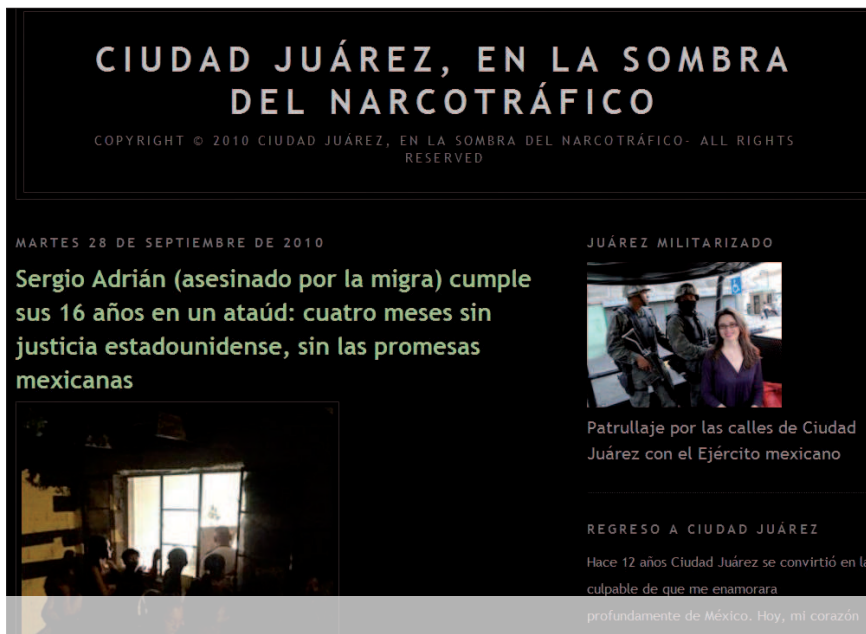 CIUDAD JUÁREZ, EN LA SOMBRA
DEL NARCOTRÁFICO
COPYRIGHT © 2010 CIUDAD JUÁREZ, EN LA SOMBRA DEL NARCOTRÁFICO- ALL RIGHTS
RESERVED
MARTES 28 DE SEPTIEMBRE DE 2010
Sergio Adrián (asesinado por la migra) cumple
sus 16 años en un ataúd: cuatro meses sin
justicia estadounidense, sin las promesas
mexicanas
JUÁREZ MILITARIZADO
Patrullaje por las calles de Ciudad
Juárez con el Ejército mexicano
REGRESO A CIUDAD JUÁREZ
Hace 12 años Ciudad Juárez se convirtió en la
culpable de que me enamorara
profundamente de México. Hoy, mi corazón